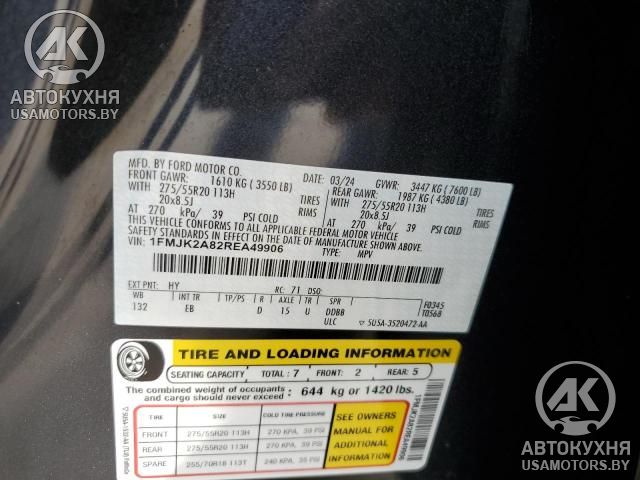 АК
АВТОКУХНЯ
USAMOTORS.BY
АК
АВТОКУХНЯ
USAMOTORS.BY
MFD. BY FORD MOTOR CO.
DATE: 03/24 GVWR: 3447 KG (7600 LB)
FRONT GAWR: 1610 KG (3550 LB)
REAR GAWR: 1987 KG (4380 LB)
WITH 275/55R20 113H TIRES
WITH 275/55R20 113H TIRES
20x8.5J RIMS
20x8.5J RIMS
AT 270 kPa/ 39 PSI COLD
AT 270 kPa/ 39 PSI COLD
THIS VEHICLE CONFORMS TO ALL APPLICABLE FEDERAL MOTOR VEHICLE
SAFETY STANDARDS IN EFFECT ON THE DATE OF MANUFACTURE SHOWN ABOVE.
VIN: 1FMJK2A82REA49906 TYPE: MPV
EXT PNT: HY RC: 71 DSO:
WB INT TR TP/PS R AXLE TR SPR F0345
132 EB D 15 U DDBB T0568
ULC 5U5A-3520472-AA
TIRE AND LOADING INFORMATION
SEATING CAPACITY TOTAL: 7 FRONT: 2 REAR: 5
The combined weight of occupants
and cargo should never exceed: 644 kg or 1420 lbs.
TIRE SIZE COLD TIRE PRESSURE
FRONT 275/55R20 113H 270 KPA, 39 PSI
REAR 275/55R20 113H 270 KPA, 39 PSI
SPARE 255/70R18 113T 240 KPA, 35 PSI
SEE OWNERS
MANUAL FOR
ADDITIONAL
INFORMATION
1FMJK2A82REA49906
АК
АВТОКУХНЯ
USAMOTORS.BY